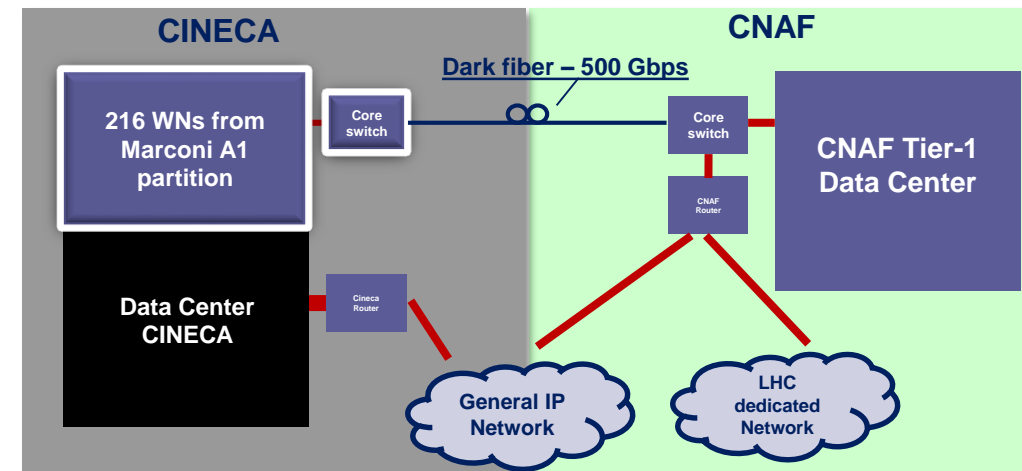 CINECA
CNAF
Dark fiber – 500 Gbps
216 WNs from
Marconi A1
partition
Core
switch
Core
switch
CNAF Tier-1
Data Center
CNAF
Router
Data Center
CINECA
Cineca
Router
General IP
Network
LHC
dedicated
Network